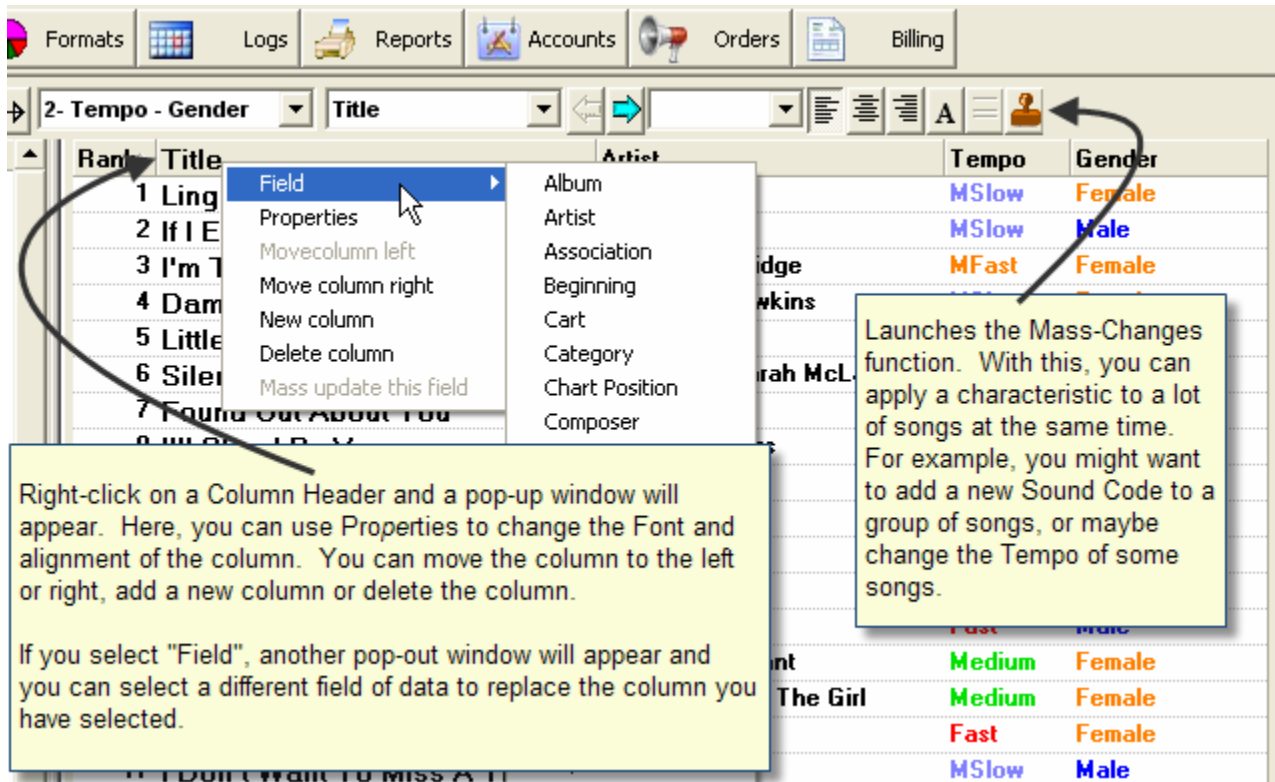 Formats Logs Reports Accounts Orders Billing
2- Tempo - Gender Title A
Rank Title Artist Tempo Gender
Field
Properties
Movecolumn left
Move column right
New column
Delete column
Mass update this field
Album
Artist
Association
Beginning
Cart
Category
Chart Position
Composer
1 Ling MSlow Female
2 If I E MSlow Male
3 I'm T idge MFast Female
4 Dam wkins
5 Little
6 Siler rah McL
7 Found Out About You
Launches the Mass-Changes
function. With this, you can
apply a characteristic to a lot
of songs at the same time.
For example, you might want
to add a new Sound Code to a
group of songs, or maybe
change the Tempo of some
songs.
Right-click on a Column Header and a pop-up window will
appear. Here, you can use Properties to change the Font and
alignment of the column. You can move the column to the left
or right, add a new column or delete the column.
If you select "Field", another pop-out window will appear and
you can select a different field of data to replace the column you
have selected.
Fast Male
nt Medium Female
The Girl Medium Female
Fast Female
I Don't Want To Miss A T MSlow Male